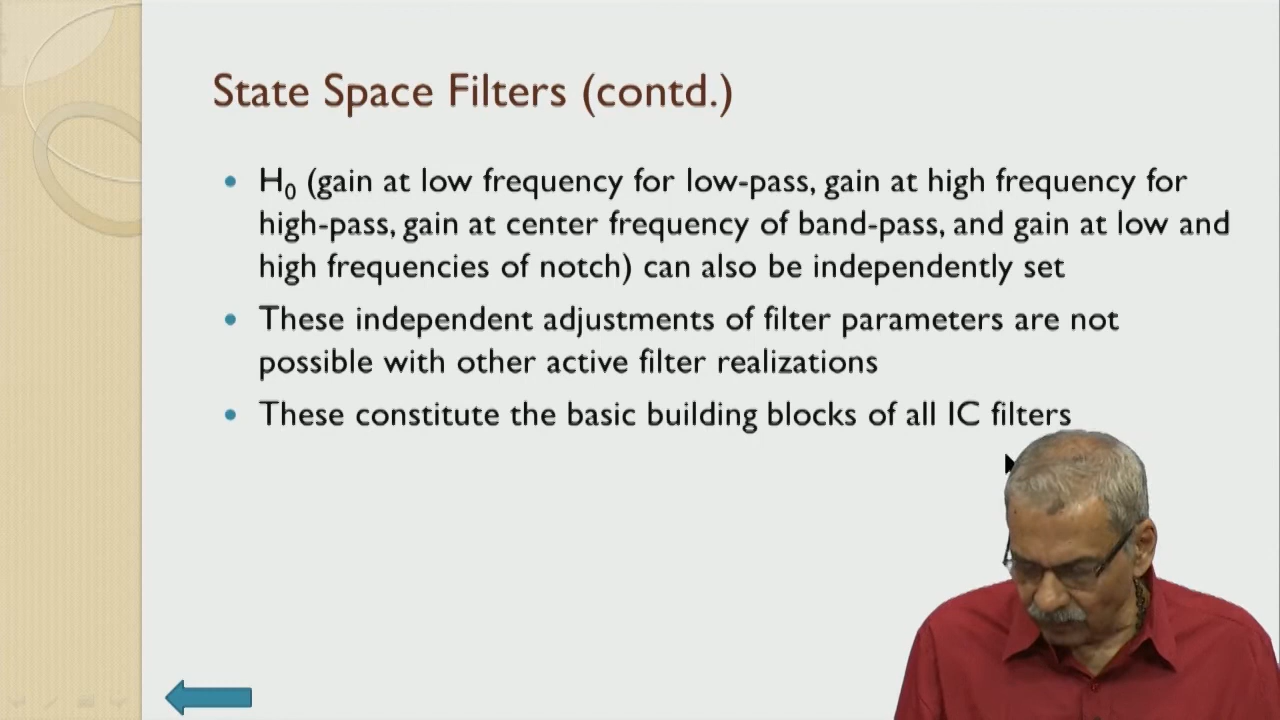 State Space Filters (contd.)
• H₀ (gain at low frequency for low-pass, gain at high frequency for
high-pass, gain at center frequency of band-pass, and gain at low and
high frequencies of notch) can also be independently set
• These independent adjustments of filter parameters are not
possible with other active filter realizations
• These constitute the basic building blocks of all IC filters